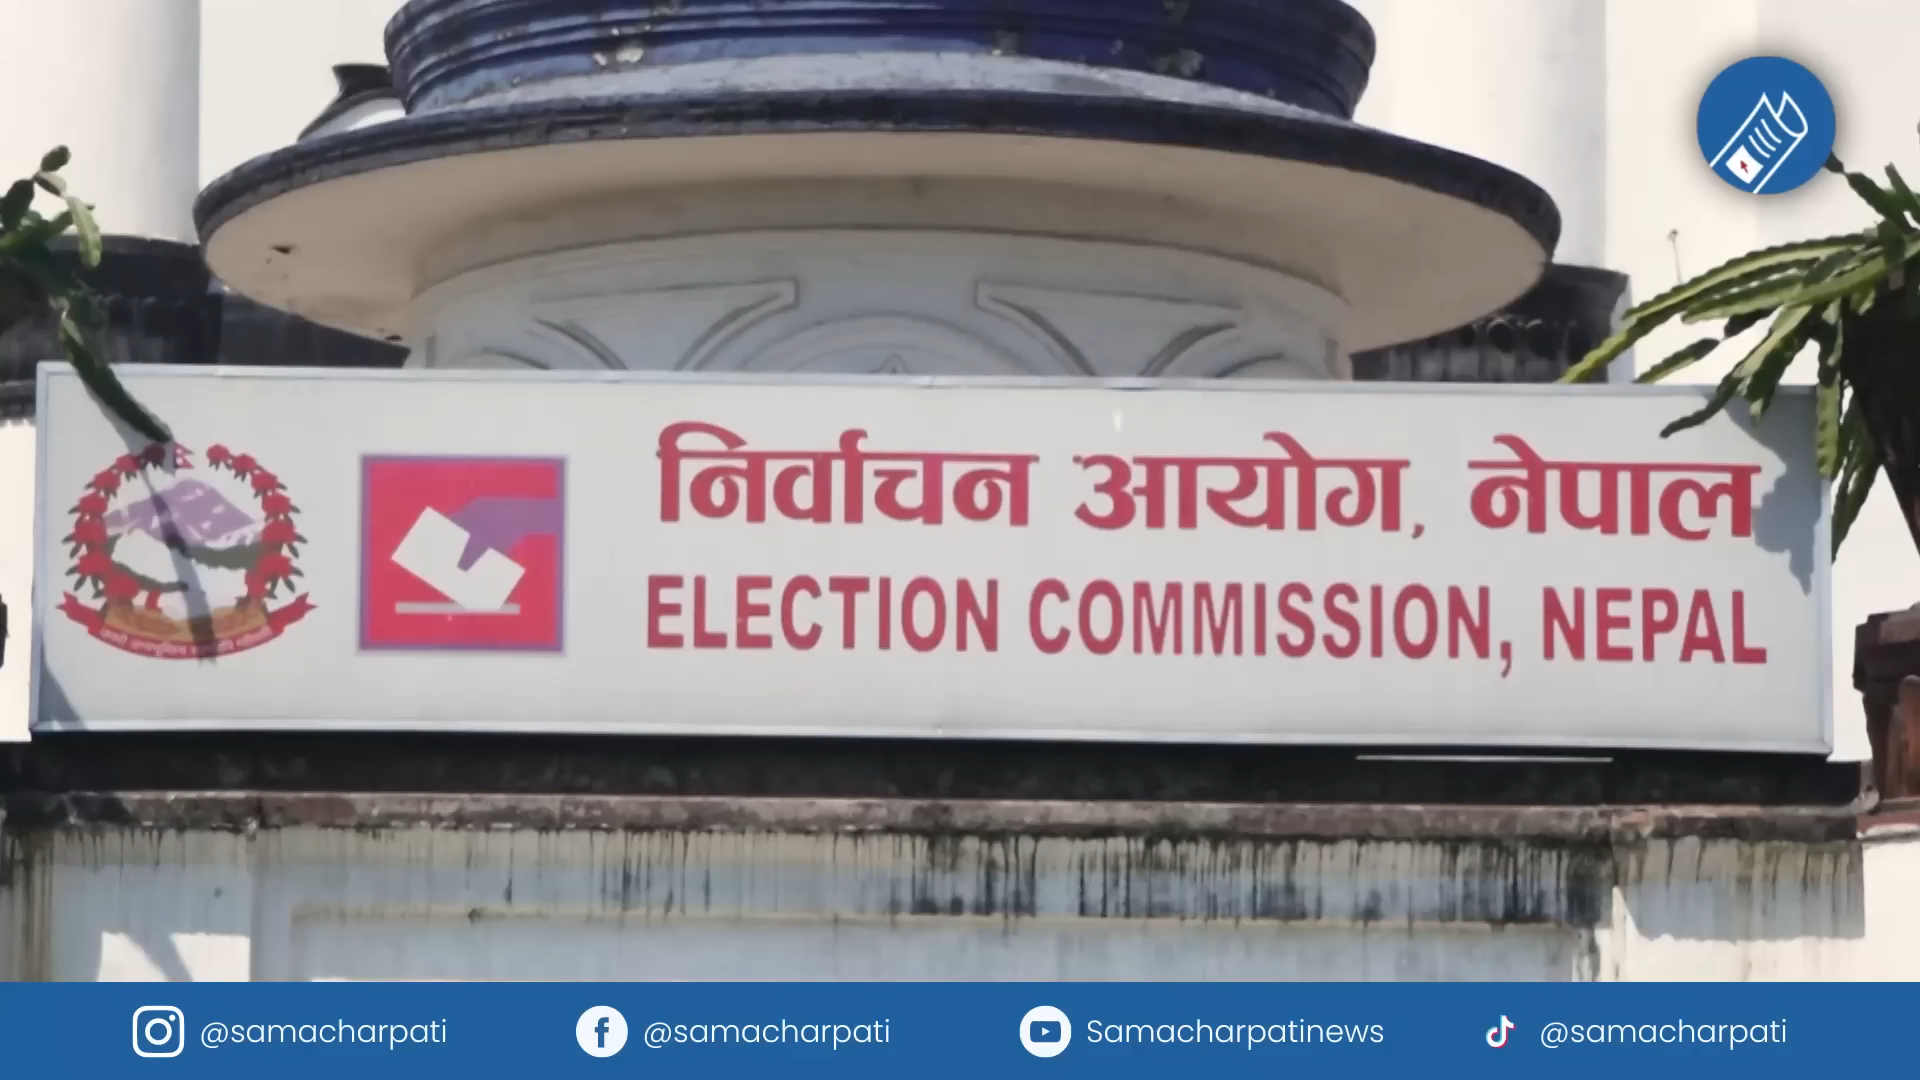 निर्वाचन आयोग, नेपाल
ELECTION COMMISSION, NEPAL
@samacharpati
@samacharpati
Samacharpatinews
@samacharpati